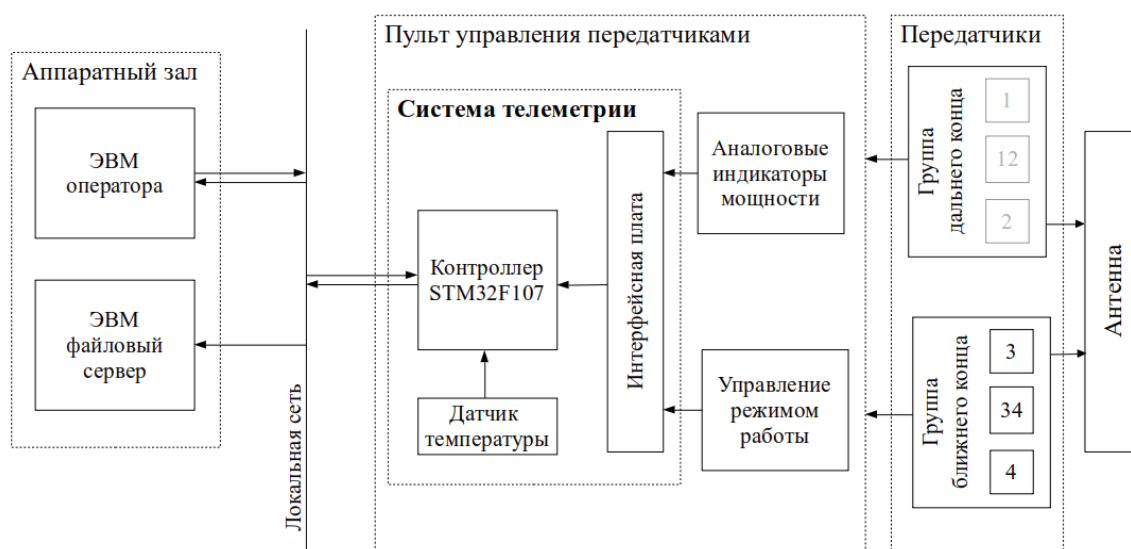 Аппаратный зал
ЭВМ
оператора
ЭВМ
файловый
сервер
Локальная сеть
Пульт управления передатчиками
Система телеметрии
Контроллер
STM32F107
Датчик
температуры
Интерфейсная плата
Аналоговые
индикаторы
мощности
Управление
режимом
работы
Передатчики
Группа
дальнего конца
1
12
2
Группа
ближнего конца
3
34
4
Антенна